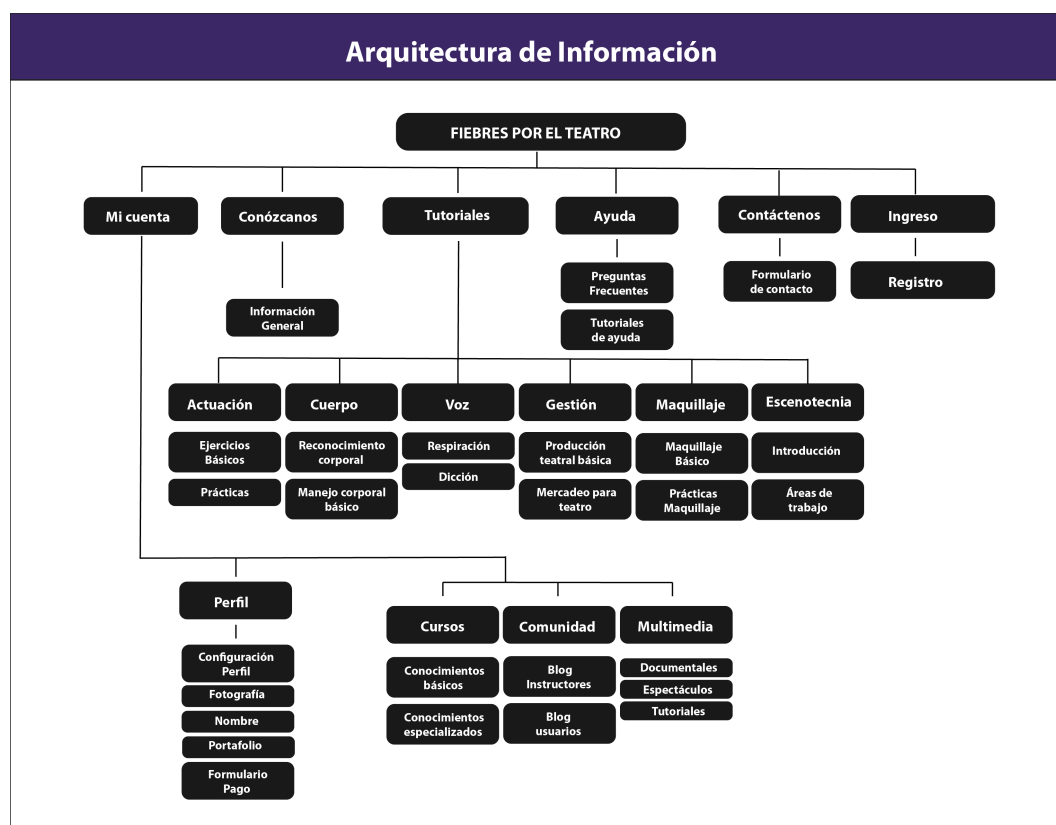 Arquitectura de Información
FIEBRES POR EL TEATRO
Mi cuenta
Conózcanos
Tutoriales
Ayuda
Contáctenos
Ingreso
Información
General
Preguntas
Frecuentes
Tutoriales
de ayuda
Formulario
de contacto
Registro
Actuación
Cuerpo
Voz
Gestión
Maquillaje
Escenotecnia
Ejercicios
Básicos
Prácticas
Reconocimiento
corporal
Manejo corporal
básico
Respiración
Dicción
Producción
teatral básica
Mercadeo para
teatro
Maquillaje
Básico
Prácticas
Maquillaje
Introducción
Áreas de
trabajo
Perfil
Configuración
Perfil
Fotografía
Nombre
Portafolio
Formulario
Pago
Cursos
Comunidad
Multimedia
Conocimientos
básicos
Conocimientos
especializados
Blog
Instructores
Blog
usuarios
Documentales
Espectáculos
Tutoriales